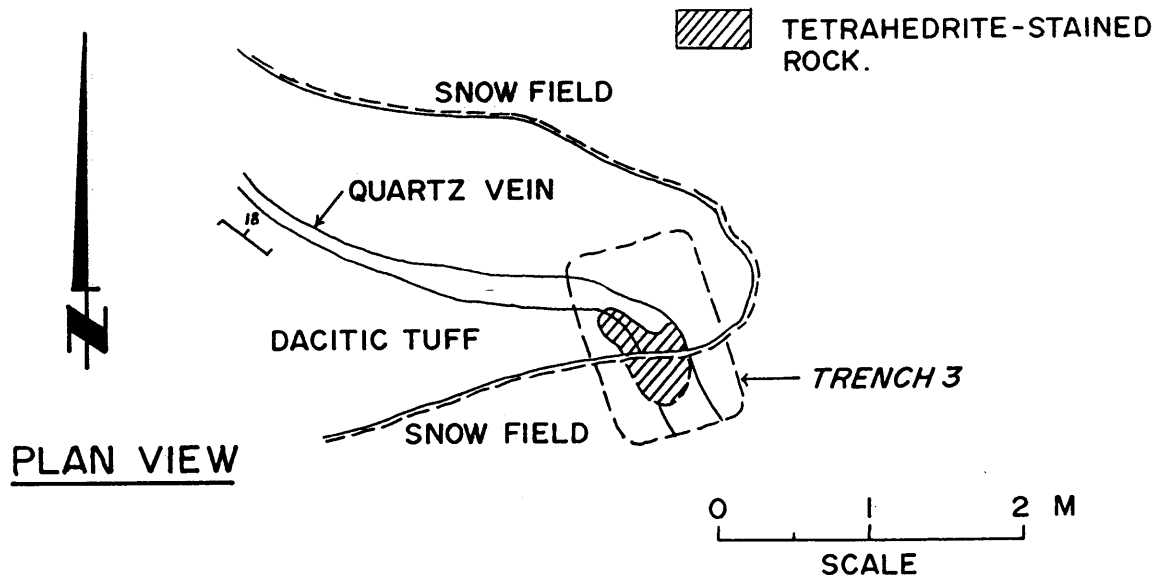 TETRAHEDRITE-STAINED
ROCK.
SNOW FIELD
QUARTZ VEIN
18
DACITIC TUFF
TRENCH 3
SNOW FIELD
N
PLAN VIEW
0 1 2 M
SCALE